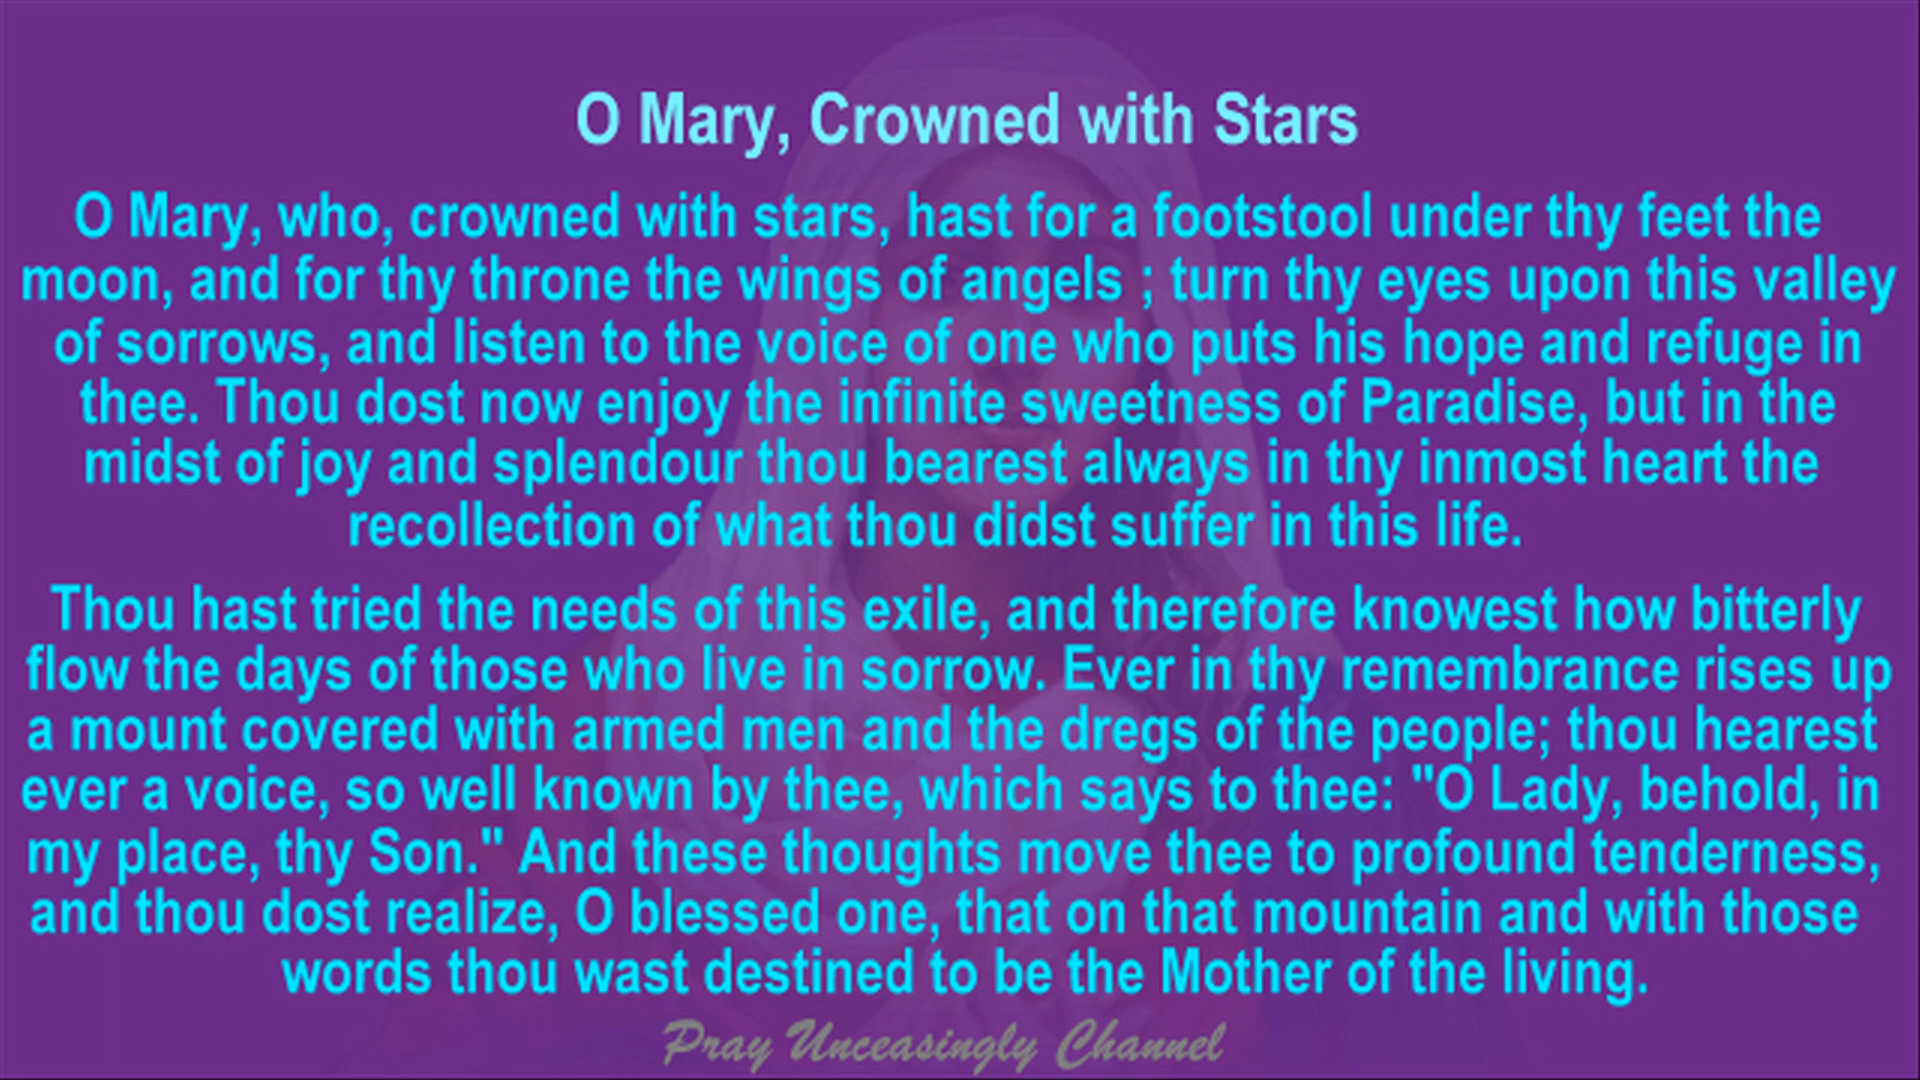 O Mary, Crowned with Stars
O Mary, who, crowned with stars, hast for a footstool under thy feet the
moon, and for thy throne the wings of angels ; turn thy eyes upon this valley
of sorrows, and listen to the voice of one who puts his hope and refuge in
thee. Thou dost now enjoy the infinite sweetness of Paradise, but in the
midst of joy and splendour thou bearest always in thy inmost heart the
recollection of what thou didst suffer in this life.
Thou hast tried the needs of this exile, and therefore knowest how bitterly
flow the days of those who live in sorrow. Ever in thy remembrance rises up
a mount covered with armed men and the dregs of the people; thou hearest
ever a voice, so well known by thee, which says to thee: "O Lady, behold, in
my place, thy Son." And these thoughts move thee to profound tenderness,
and thou dost realize, O blessed one, that on that mountain and with those
words thou wast destined to be the Mother of the living.
Pray Unceasingly Channel